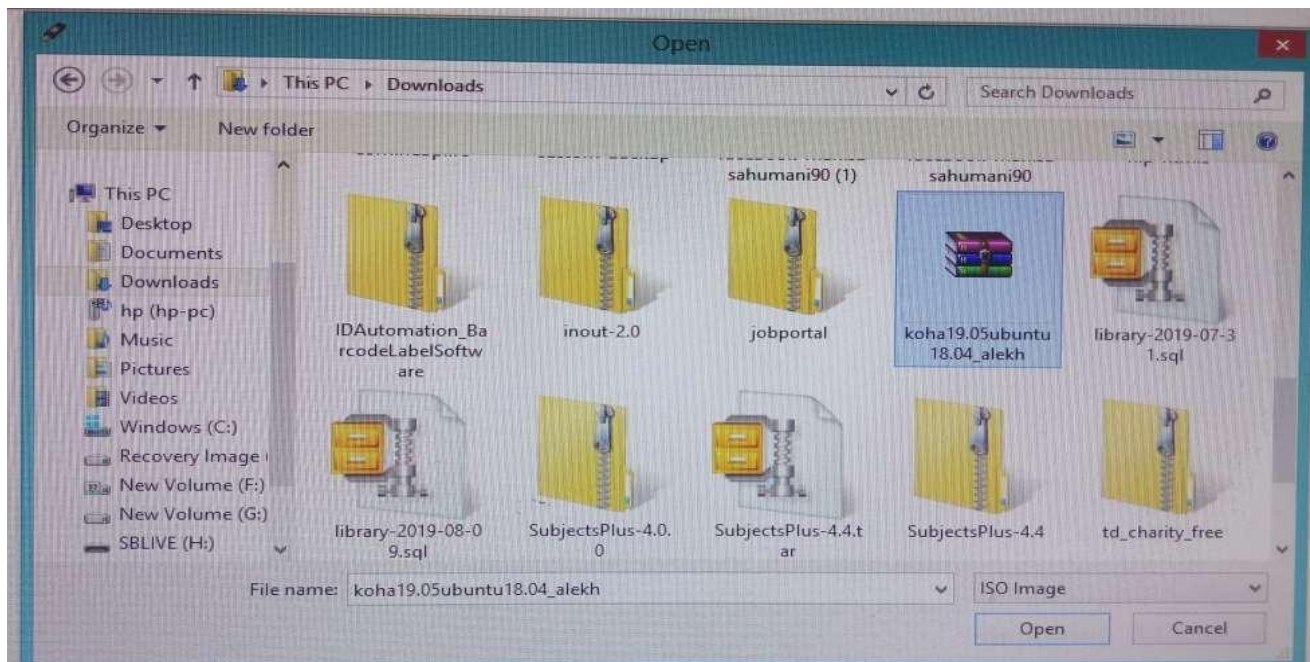 Open
This PC ▸ Downloads
Search Downloads
Organize
New folder
sahumani90 (1)
sahumani90
This PC
Desktop
Documents
Downloads
hp (hp-pc)
Music
Pictures
Videos
Windows (C:)
Recovery Image
New Volume (F:)
New Volume (G:)
SBLIVE (H:)
IDAutomation_Ba
rcodeLabelSoftw
are
inout-2.0
jobportal
koha19.05ubuntu
18.04_alekh
library-2019-07-3
1.sql
library-2019-08-0
9.sql
SubjectsPlus-4.0.
0
SubjectsPlus-4.4.t
ar
SubjectsPlus-4.4
td_charity_free
File name: koha19.05ubuntu18.04_alekh
ISO Image
Open
Cancel